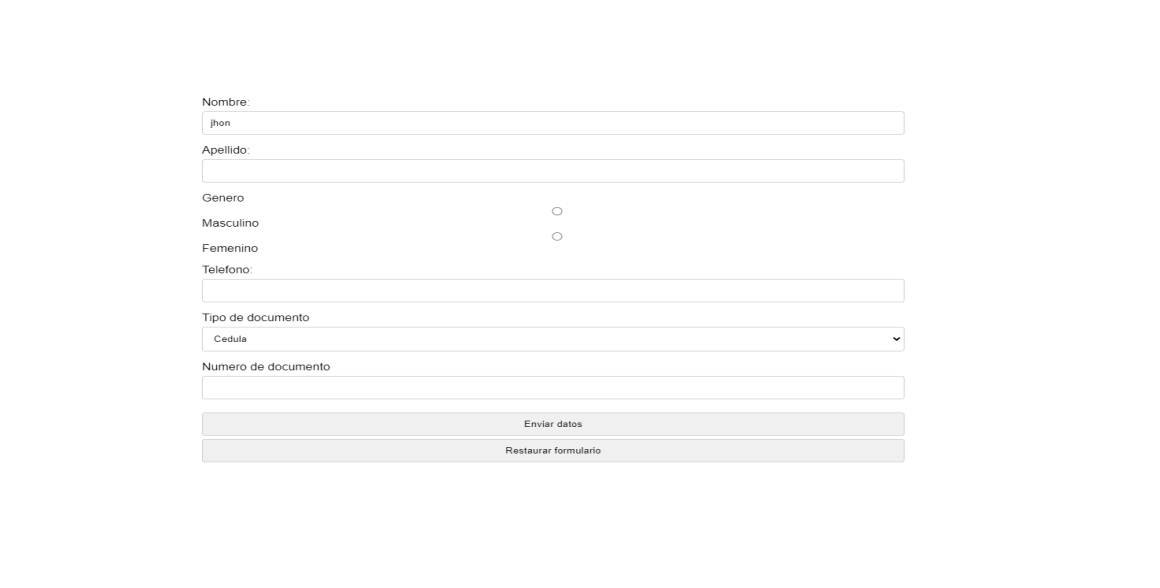 Nombre:
jhon
Apellido:
Genero
Masculino
Femenino
Telefono:
Tipo de documento
Cedula
Numero de documento
Enviar datos
Restaurar formulario